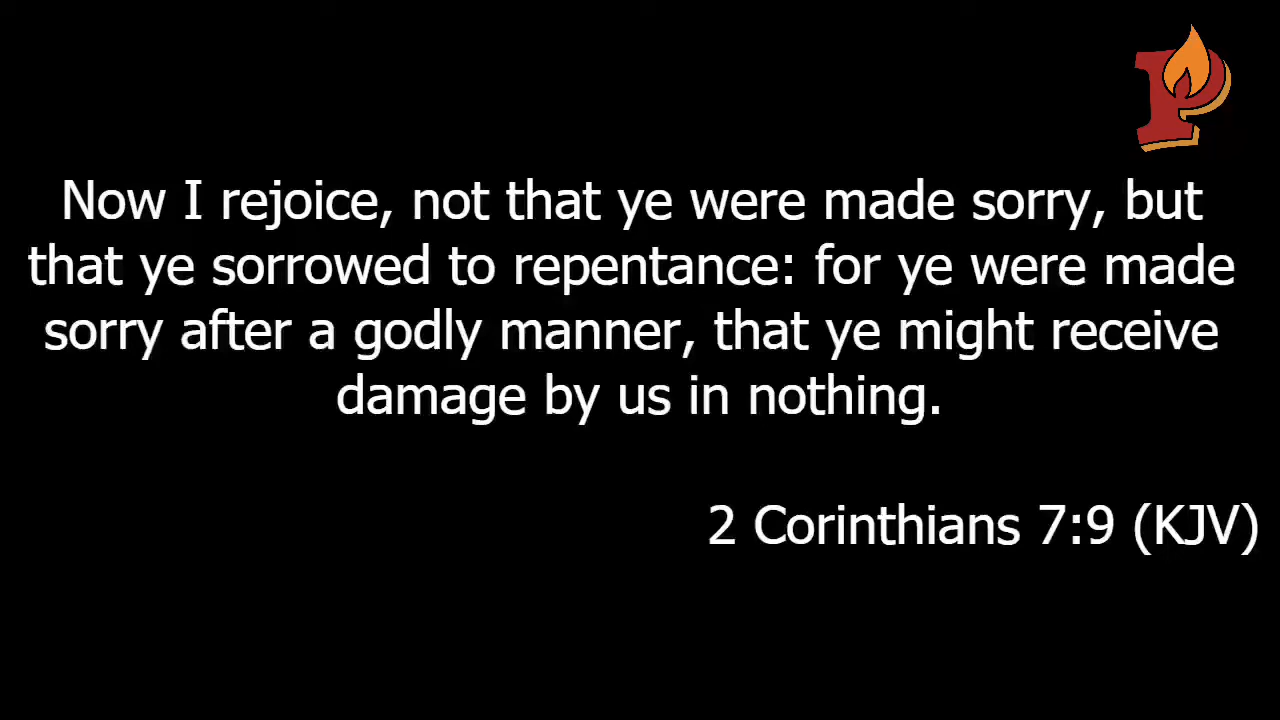 P
Now I rejoice, not that ye were made sorry, but
that ye sorrowed to repentance: for ye were made
sorry after a godly manner, that ye might receive
damage by us in nothing.
2 Corinthians 7:9 (KJV)